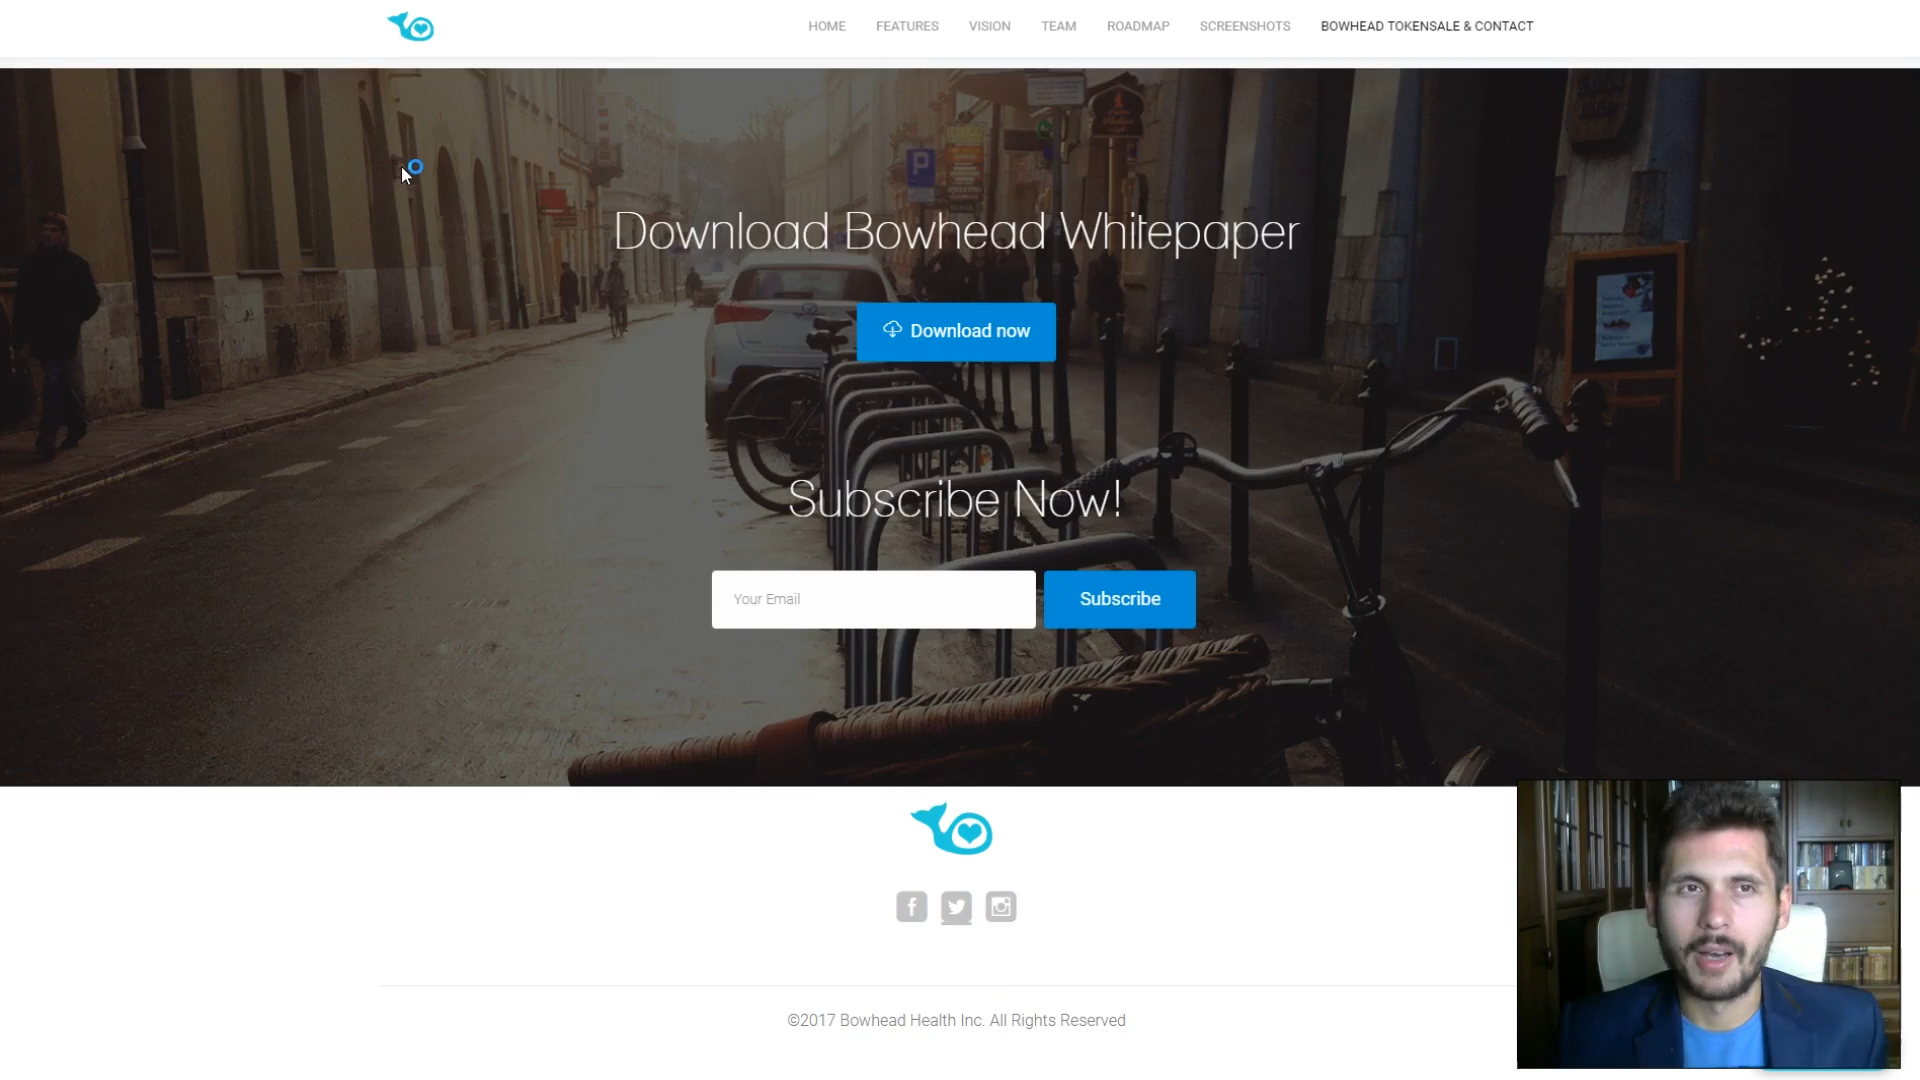 HOME FEATURES VISION TEAM ROADMAP SCREENSHOTS BOWHEAD TOKENSALE & CONTACT
P
Download Bowhead Whitepaper
Download now
Subscribe Now!
Your Email Subscribe
©2017 Bowhead Health Inc. All Rights Reserved